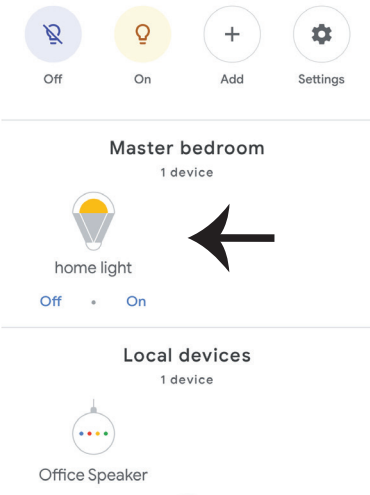 Off On Add Settings
Master bedroom
1 device
home light
Off • On
Local devices
1 device
Office Speaker